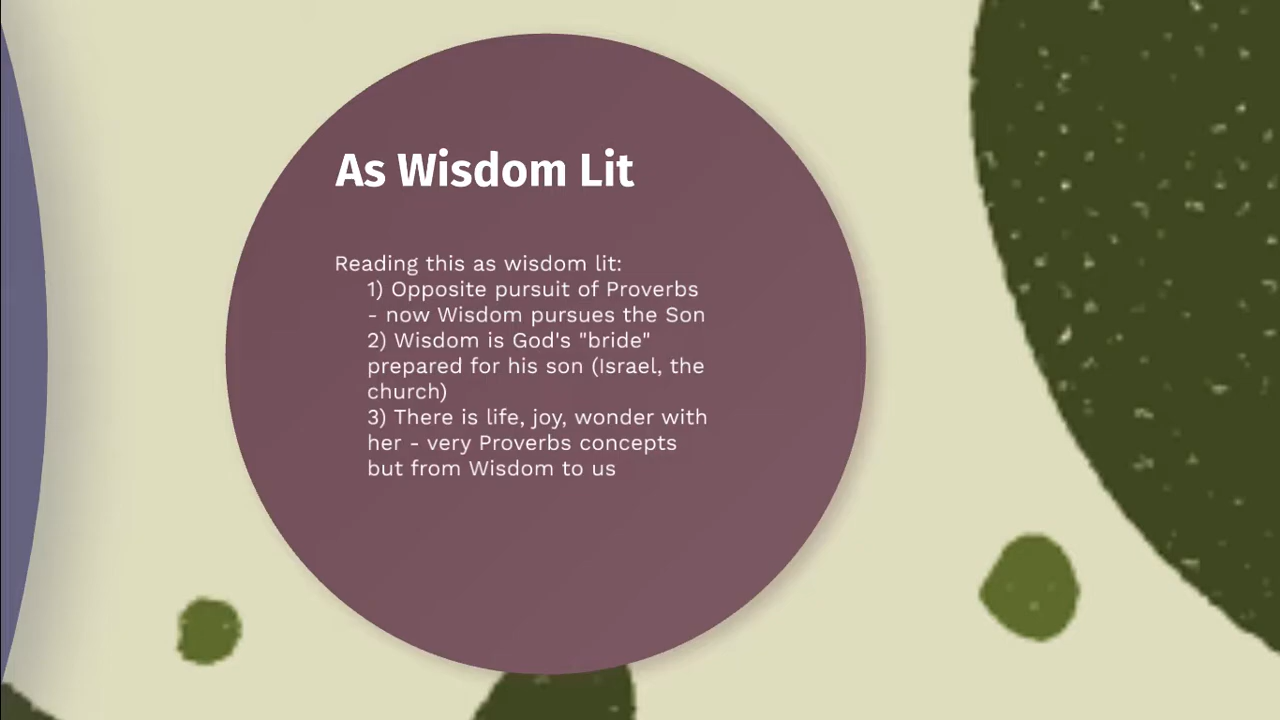 As Wisdom Lit
Reading this as wisdom lit:
1) Opposite pursuit of Proverbs
- now Wisdom pursues the Son
2) Wisdom is God's "bride"
prepared for his son (Israel, the
church)
3) There is life, joy, wonder with
her - very Proverbs concepts
but from Wisdom to us